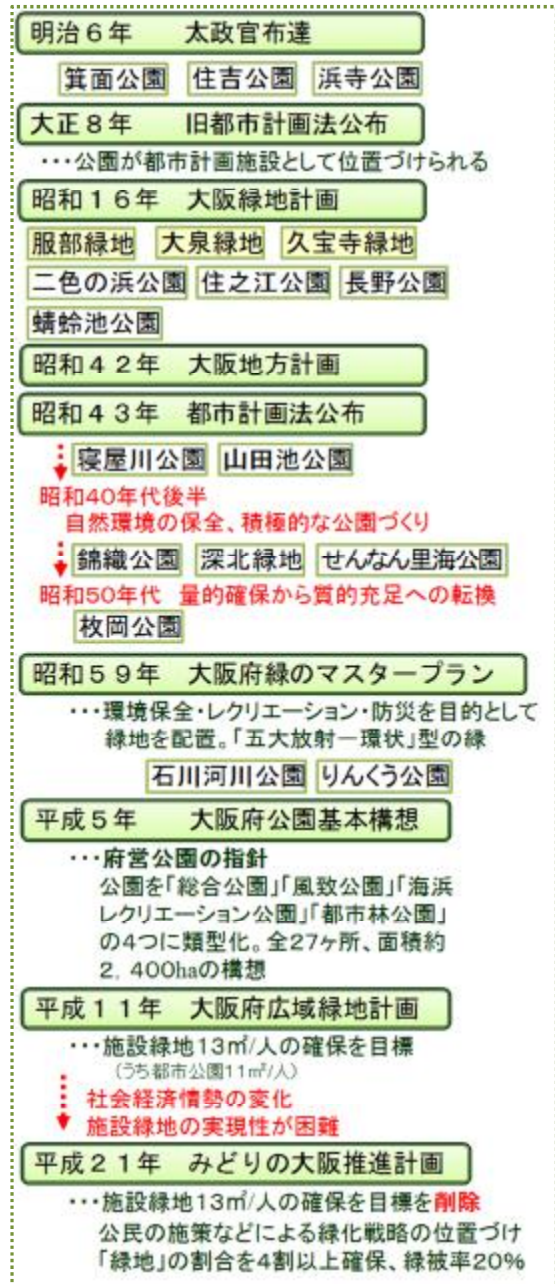 明治６年　太政官布達
箕面公園　住吉公園　浜寺公園
大正８年　旧都市計画法公布
・・・公園が都市計画施設として位置づけられる
昭和１６年　大阪緑地計画
服部緑地　大泉緑地　久宝寺緑地
二色の浜公園　住之江公園　長野公園
蜻蛉池公園
昭和４２年　大阪地方計画
昭和４３年　都市計画法公布
寝屋川公園　山田池公園
昭和40年代後半
自然環境の保全、積極的な公園づくり
錦織公園　深北緑地　せんなん里海公園
昭和50年代　量的確保から質的充足への転換
枚岡公園
昭和５９年　大阪府緑のマスタープラン
・・・環境保全・レクリエーション・防災を目的として
緑地を配置。「五大放射－環状」型の緑
石川河川公園　りんくう公園
平成５年　大阪府公園基本構想
・・・府営公園の指針
公園を「総合公園」「風致公園」「海浜
レクリエーション公園」「都市林公園」
の4つに類型化。全27ヶ所、面積約
２，４００haの構想
平成１１年　大阪府広域緑地計画
・・・施設緑地13㎡/人の確保を目標
（うち都市公園11㎡/人）
社会経済情勢の変化
施設緑地の実現性が困難
平成２１年　みどりの大阪推進計画
・・・施設緑地13㎡/人の確保を目標を削除
公民の施策などによる緑化戦略の位置づけ
「緑地」の割合を4割以上確保、緑被率20%